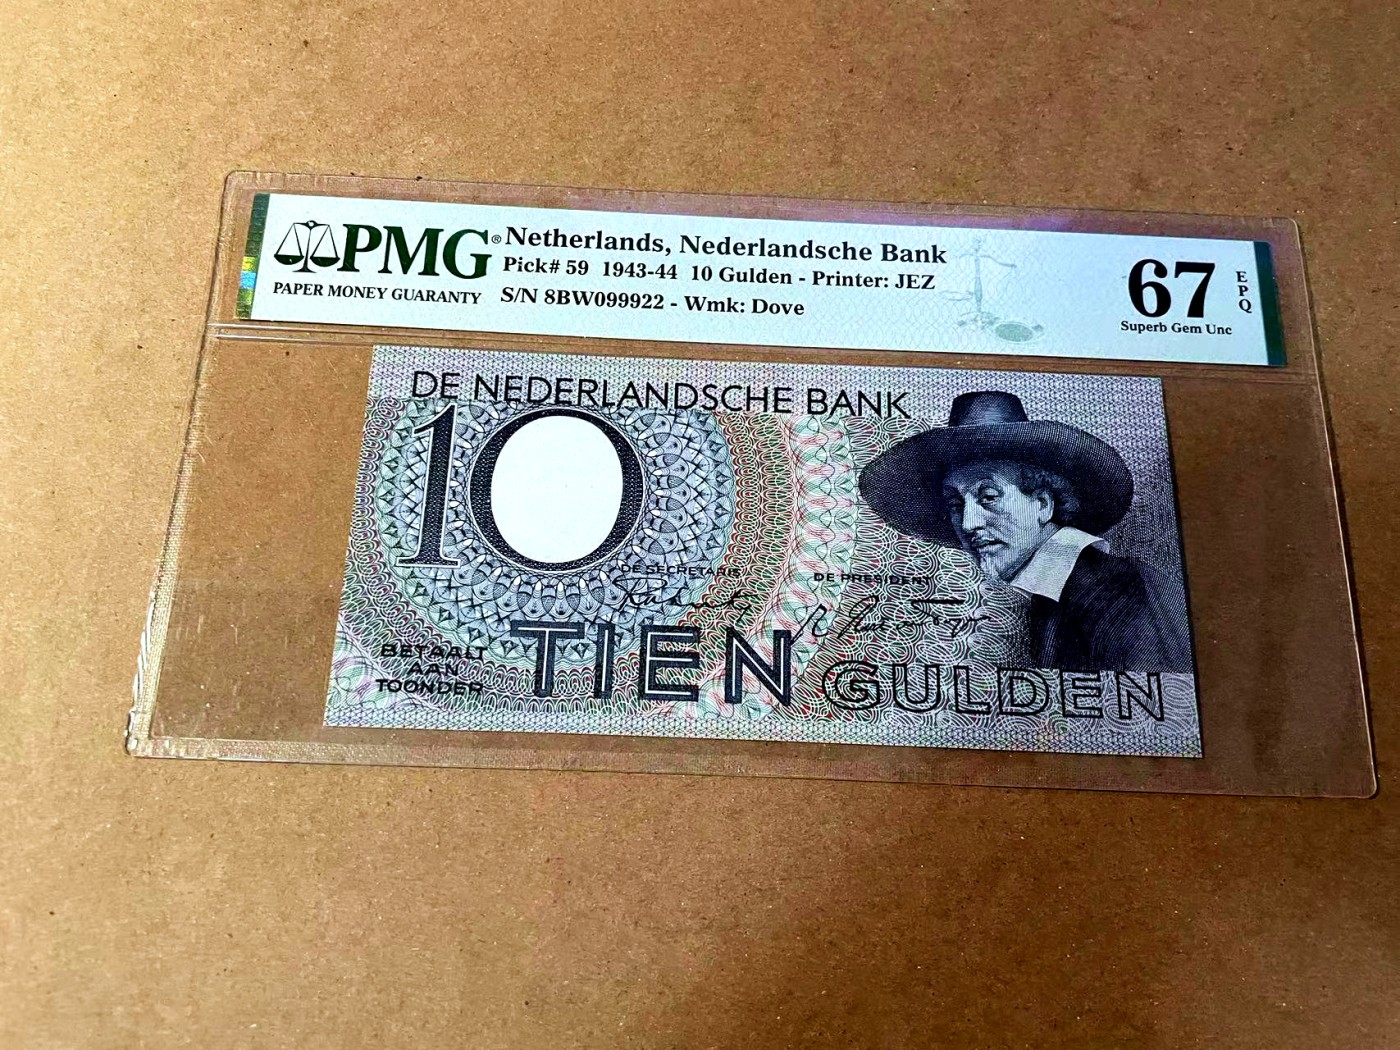 PMG®
PAPER MONEY GUARANTY
Netherlands, Nederlandsche Bank
Pick# 59 1943-44 10 Gulden - Printer: JEZ
S/N 8BW099922 - Wmk: Dove
67
EPQ
Superb Gem Unc
DE NEDERLANDSCHE BANK
10
DE SECRETARIS
DE PRESIDENT
BETAALT
AAN
TOONDER
TIEN GULDEN